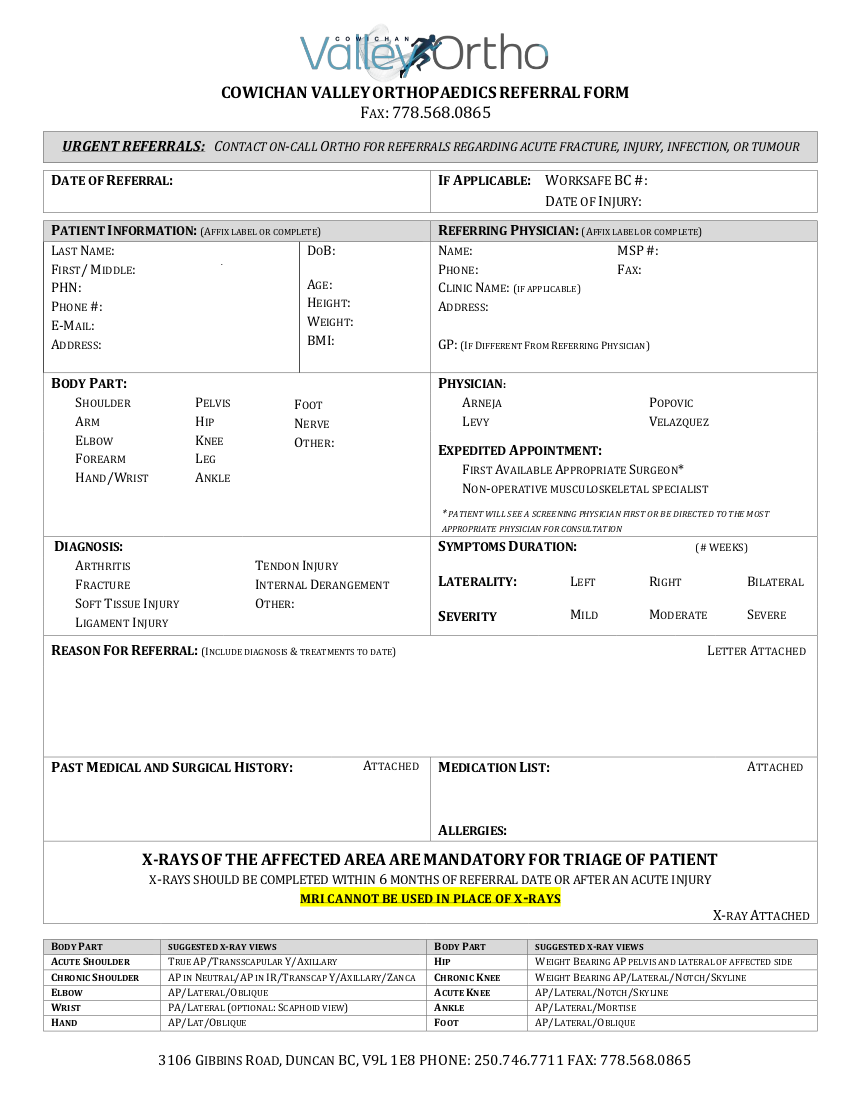 COWICHAN
Valley Ortho
COWICHAN VALLEY ORTHOPAEDICS REFERRAL FORM
FAX: 778.568.0865
URGENT REFERRALS: CONTACT ON-CALL ORTHO FOR REFERRALS REGARDING ACUTE FRACTURE, INJURY, INFECTION, OR TUMOUR
DATE OF REFERRAL:
IF APPLICABLE: WORKSAFE BC #:
DATE OF INJURY:
PATIENT INFORMATION: (AFFIX LABEL OR COMPLETE)
LAST NAME:
FIRST/ MIDDLE:
PHN:
PHONE #:
E-MAIL:
ADDRESS:
DOB:
AGE:
HEIGHT:
WEIGHT:
BMI:
REFERRING PHYSICIAN: (AFFIX LABEL OR COMPLETE)
NAME: MSP #:
PHONE: FAX:
CLINIC NAME: (IF APPLICABLE)
ADDRESS:
GP: (IF DIFFERENT FROM REFERRING PHYSICIAN)
BODY PART:
SHOULDER PELVIS FOOT
ARM HIP NERVE
ELBOW KNEE OTHER:
FOREARM LEG
HAND/WRIST ANKLE
PHYSICIAN:
ARNEJA POPOVIC
LEVY VELAZQUEZ
EXPEDITED APPOINTMENT:
FIRST AVAILABLE APPROPRIATE SURGEON*
NON-OPERATIVE MUSCULOSKELETAL SPECIALIST
*PATIENT WILL SEE A SCREENING PHYSICIAN FIRST OR BE DIRECTED TO THE MOST
APPROPRIATE PHYSICIAN FOR CONSULTATION
DIAGNOSIS:
ARTHRITIS TENDON INJURY
FRACTURE INTERNAL DERANGEMENT
SOFT TISSUE INJURY OTHER:
LIGAMENT INJURY
SYMPTOMS DURATION: (# WEEKS)
LATERALITY: LEFT RIGHT BILATERAL
SEVERITY MILD MODERATE SEVERE
REASON FOR REFERRAL: (INCLUDE DIAGNOSIS & TREATMENTS TO DATE) LETTER ATTACHED
PAST MEDICAL AND SURGICAL HISTORY: ATTACHED
MEDICATION LIST: ATTACHED
ALLERGIES:
X-RAYS OF THE AFFECTED AREA ARE MANDATORY FOR TRIAGE OF PATIENT
X-RAYS SHOULD BE COMPLETED WITHIN 6 MONTHS OF REFERRAL DATE OR AFTER AN ACUTE INJURY
MRI CANNOT BE USED IN PLACE OF X-RAYS
X-RAY ATTACHED
BODY PART SUGGESTED X-RAY VIEWS BODY PART SUGGESTED X-RAY VIEWS
ACUTE SHOULDER TRUE AP/TRANSSCAPULAR Y/AXILLARY HIP WEIGHT BEARING AP PELVIS AND LATERAL OF AFFECTED SIDE
CHRONIC SHOULDER AP IN NEUTRAL/AP IN IR/TRANSCAP Y/AXILLARY/ZANCA CHRONIC KNEE WEIGHT BEARING AP/LATERAL/NOTCH/SKYLINE
ELBOW AP/LATERAL/OBLIQUE ACUTE KNEE AP/LATERAL/NOTCH/SKYLINE
WRIST PA/LATERAL (OPTIONAL: SCAPHOID VIEW) ANKLE AP/LATERAL/MORTISE
HAND AP/LAT/OBLIQUE FOOT AP/LATERAL/OBLIQUE
3106 GIBBINS ROAD, DUNCAN BC, V9L 1E8 PHONE: 250.746.7711 FAX: 778.568.0865